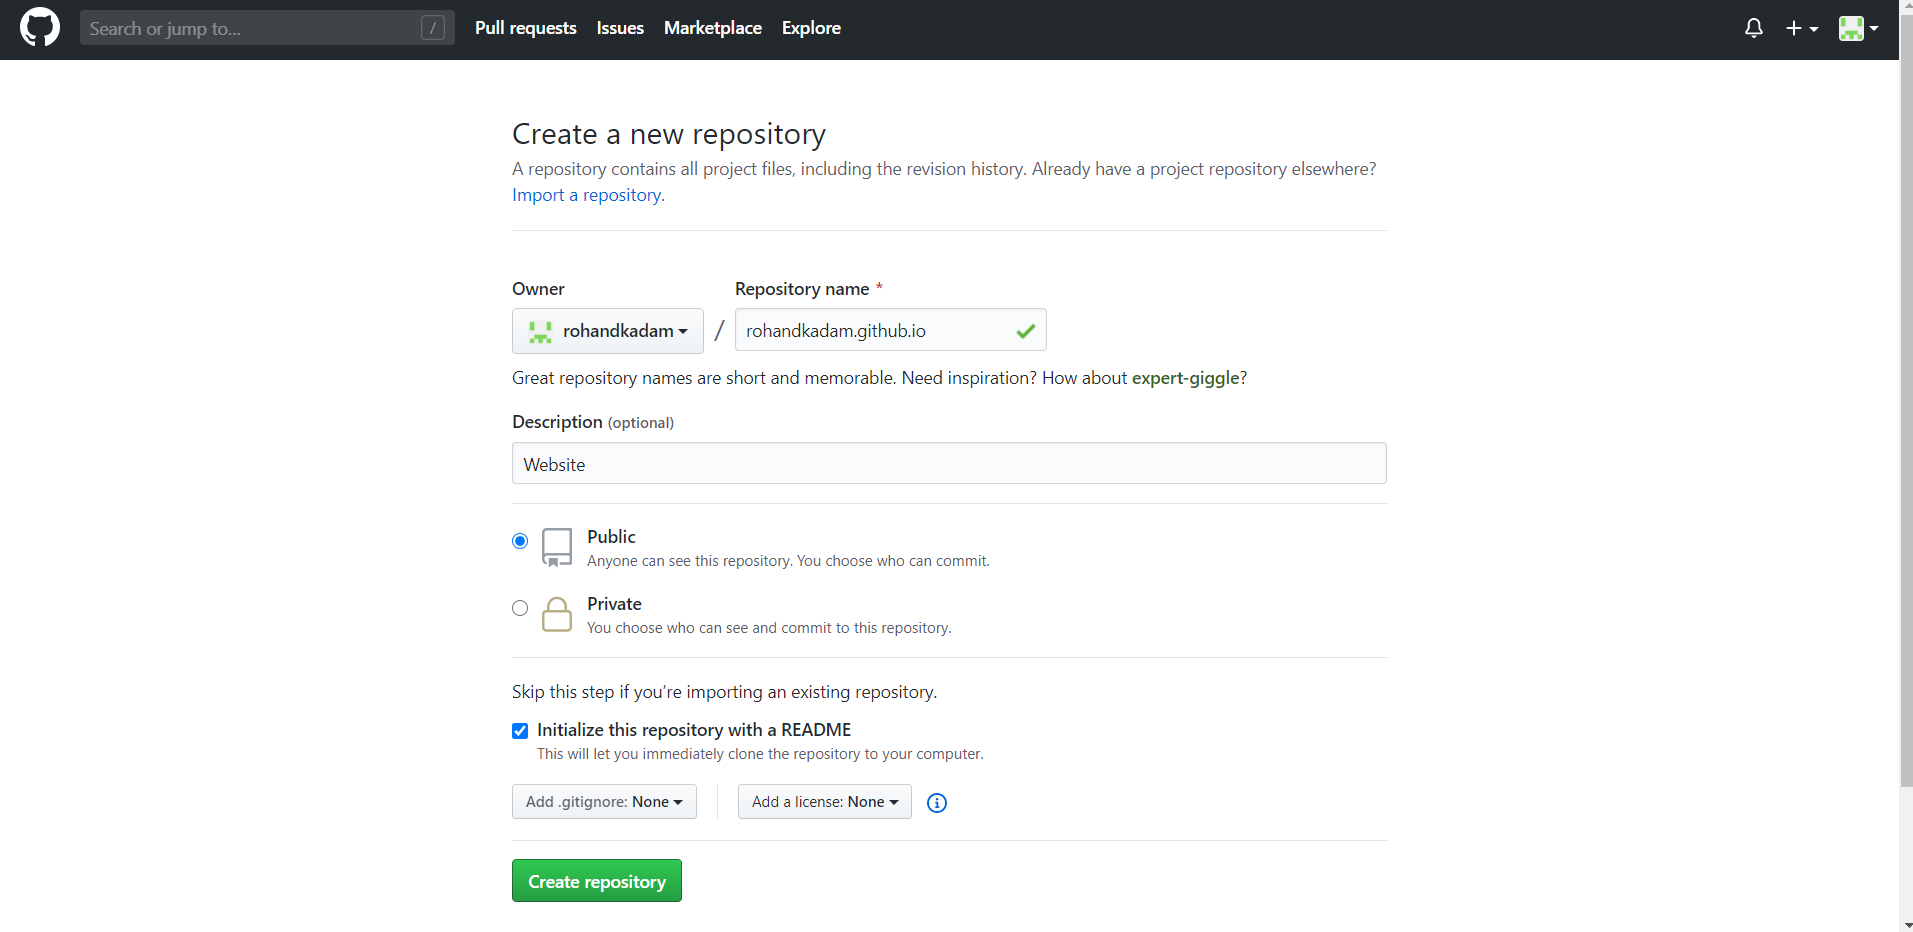 Search or jump to...
/
Pull requests
Issues
Marketplace
Explore
Create a new repository
A repository contains all project files, including the revision history. Already have a project repository elsewhere?
Import a repository.
Owner
Repository name *
rohandkadam
/
rohandkadam.github.io
Great repository names are short and memorable. Need inspiration? How about expert-giggle?
Description (optional)
Website
Public
Anyone can see this repository. You choose who can commit.
Private
You choose who can see and commit to this repository.
Skip this step if you’re importing an existing repository.
Initialize this repository with a README
This will let you immediately clone the repository to your computer.
Add .gitignore: None
Add a license: None
Create repository